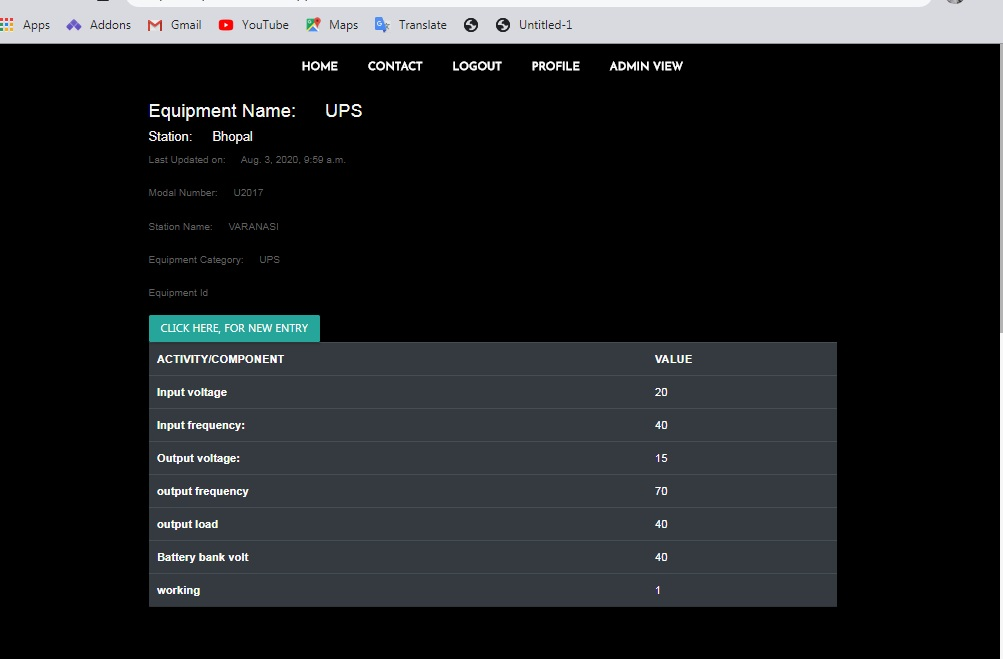 Apps Addons Gmail YouTube Maps Translate Untitled-1
HOME CONTACT LOGOUT PROFILE ADMIN VIEW
Equipment Name: UPS
Station: Bhopal
Last Updated on: Aug. 3, 2020, 9:59 a.m.
Modal Number: U2017
Station Name: VARANASI
Equipment Category: UPS
Equipment Id
CLICK HERE, FOR NEW ENTRY
ACTIVITY/COMPONENT VALUE
Input voltage 20
Input frequency: 40
Output voltage: 15
output frequency 70
output load 40
Battery bank volt 40
working 1